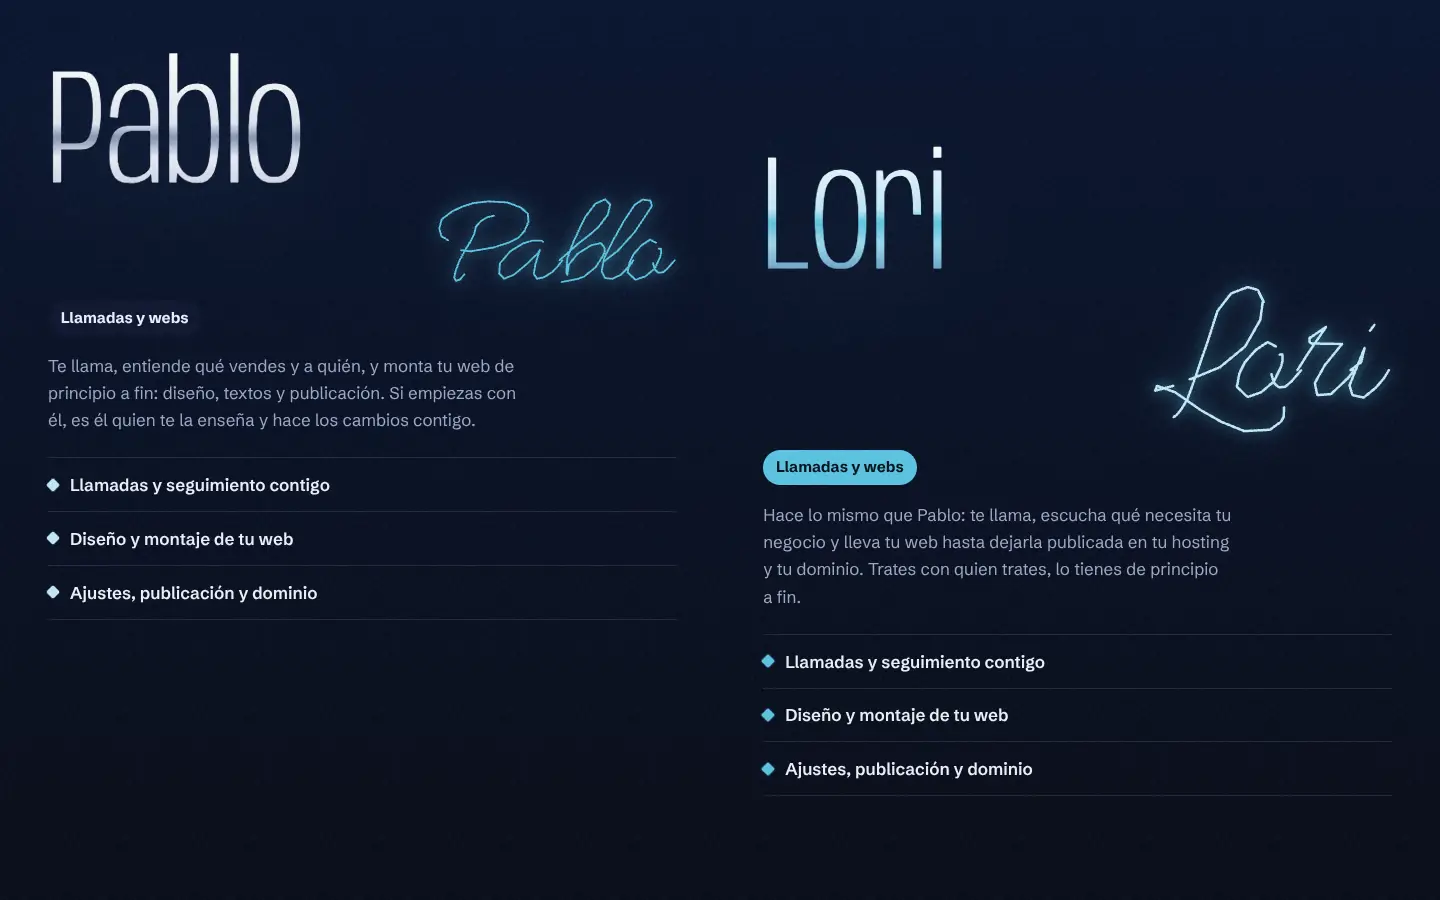 Pablo
Pablo
Llamadas y webs
Te llama, entiende qué vendes y a quién, y monta tu web de
principio a fin: diseño, textos y publicación. Si empiezas con
él, es él quien te la enseña y hace los cambios contigo.
Llamadas y seguimiento contigo
Diseño y montaje de tu web
Ajustes, publicación y dominio
Lori
Lori
Llamadas y webs
Hace lo mismo que Pablo: te llama, escucha qué necesita tu
negocio y lleva tu web hasta dejarla publicada en tu hosting
y tu dominio. Trates con quien trates, lo tienes de principio
a fin.
Llamadas y seguimiento contigo
Diseño y montaje de tu web
Ajustes, publicación y dominio